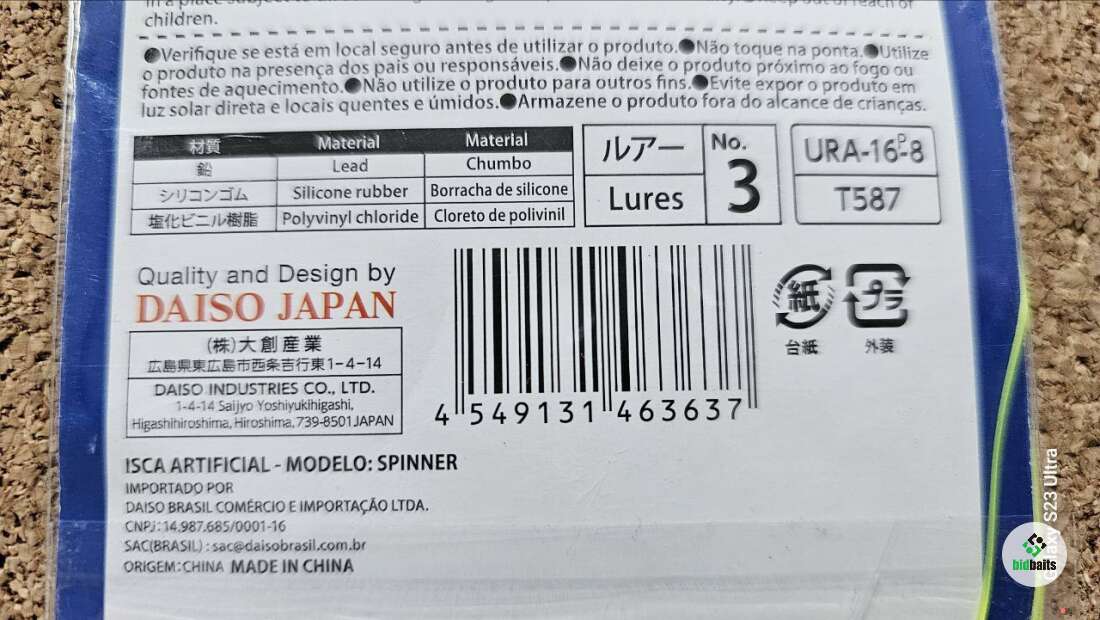 children.
●Verifique se está em local seguro antes de utilizar o produto.●Não toque na ponta.●Utilize
o produto na presença dos pais ou responsáveis.●Não deixe o produto próximo ao fogo ou
fontes de aquecimento.●Não utilize o produto para outros fins.●Evite expor o produto em
luz solar direta e locais quentes e úmidos.●Armazene o produto fora do alcance de crianças.
材質 Material Material
鉛 Lead Chumbo
シリコンゴム Silicone rubber Borracha de silicone
塩化ビニル樹脂 Polyvinyl chloride Cloreto de polivinil
ルアー
Lures
No.
3
URA-16P-8
T587
Quality and Design by
DAISO JAPAN
(株)大創産業
広島県東広島市西条吉行東1-4-14
DAISO INDUSTRIES CO., LTD.
1-4-14 Saijyo Yoshiyukihigashi,
Higashihiroshima, Hiroshima, 739-8501 JAPAN
4 549131 463637
紙
台紙
プラ
外装
ISCA ARTIFICIAL - MODELO: SPINNER
IMPORTADO POR
DAISO BRASIL COMÉRCIO E IMPORTAÇÃO LTDA.
CNPJ: 14.987.685/0001-16
SAC(BRASIL) : sac@daisobrasil.com.br
ORIGEM: CHINA MADE IN CHINA
S23 Ultra
bidbaits